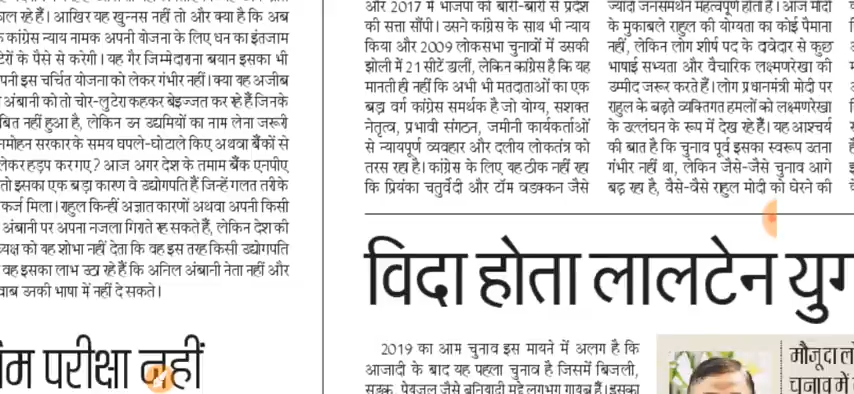 ाल रहे हैं। आखिर यह खुन्नस नहीं तो और क्या है कि अब
कांग्रेस न्याय नामक अपनी योजना के लिए धन का इंतजाम
टेरों के पैसे से करेगी। यह गैर जिम्मेदाराना बयान इसका भी
पनी इस चर्चित योजना को लेकर गंभीर नहीं। क्या यह अजीब
अंबानी को तो चोर-लुटेरा कहकर बेइज्जत कर रहे हैं जिनके
बित नहीं हुआ है, लेकिन उन उद्यमियों का नाम लेना जरूरी
नमोहन सरकार के समय घपले-घोटाले किए अथवा बैंकों से
लेकर हड़प कर गए? आज अगर देश के तमाम बैंक एनपीए
तो इसका एक बड़ा कारण वे उद्योगपति हैं जिन्हें गलत तरीके
कर्ज मिला। राहुल किन्हीं अज्ञात कारणों अथवा अपनी किसी
अंबानी पर अपना नजला गिराते रह सकते हैं, लेकिन देश की
यक्ष को यह शोभा नहीं देता कि वह इस तरह किसी उद्योगपति
वह इसका लाभ उठा रहे हैं कि अनिल अंबानी नेता नहीं और
वाब उनकी भाषा में नहीं दे सकते।
परीक्षा नहीं
और 2017 में भाजपा को बारी-बारी से प्रदेश
की सत्ता सौंपी। उसने कांग्रेस के साथ भी न्याय
किया और 2009 लोकसभा चुनावों में उसकी
झोली में 21 सीटें डालीं, लेकिन कांग्रेस है कि यह
मानती ही नहीं कि अभी भी मतदाताओं का एक
बड़ा वर्ग कांग्रेस समर्थक है जो योग्य, सशक्त
नेतृत्व, प्रभावी संगठन, जमीनी कार्यकर्ताओं
से न्यायपूर्ण व्यवहार और दलीय लोकतंत्र को
तरस रहा है। कांग्रेस के लिए यह ठीक नहीं रहा
कि प्रियंका चतुर्वेदी और टॉम वडक्कन जैसे
ज्यादा जनसमर्थन महत्वपूर्ण होता है। आज मोदी
के मुकाबले राहुल की योग्यता का कोई पैमाना
नहीं, लेकिन लोग शीर्ष पद के दावेदार से कुछ
भाषाई सभ्यता और वैचारिक लक्ष्मणरेखा की
उम्मीद जरूर करते हैं। लोग प्रधानमंत्री मोदी पर
राहुल के बढ़ते व्यक्तिगत हमलों को लक्ष्मणरेखा
के उल्लंघन के रूप में देख रहे हैं। यह आश्चर्य
की बात है कि चुनाव पूर्व इसका स्वरूप उतना
गंभीर नहीं था, लेकिन जैसे-जैसे चुनाव आगे
बढ़ रहा है, वैसे-वैसे राहुल मोदी को घेरने की
विदा होता लालटेन युग
2019 का आम चुनाव इस मायने में अलग है कि
आजादी के बाद यह पहला चुनाव है जिसमें बिजली,
सड़क, पेयजल जैसे बुनियादी मुद्दे लगभग गायब हैं। इसका
मौजूदा लो
चुनाव में